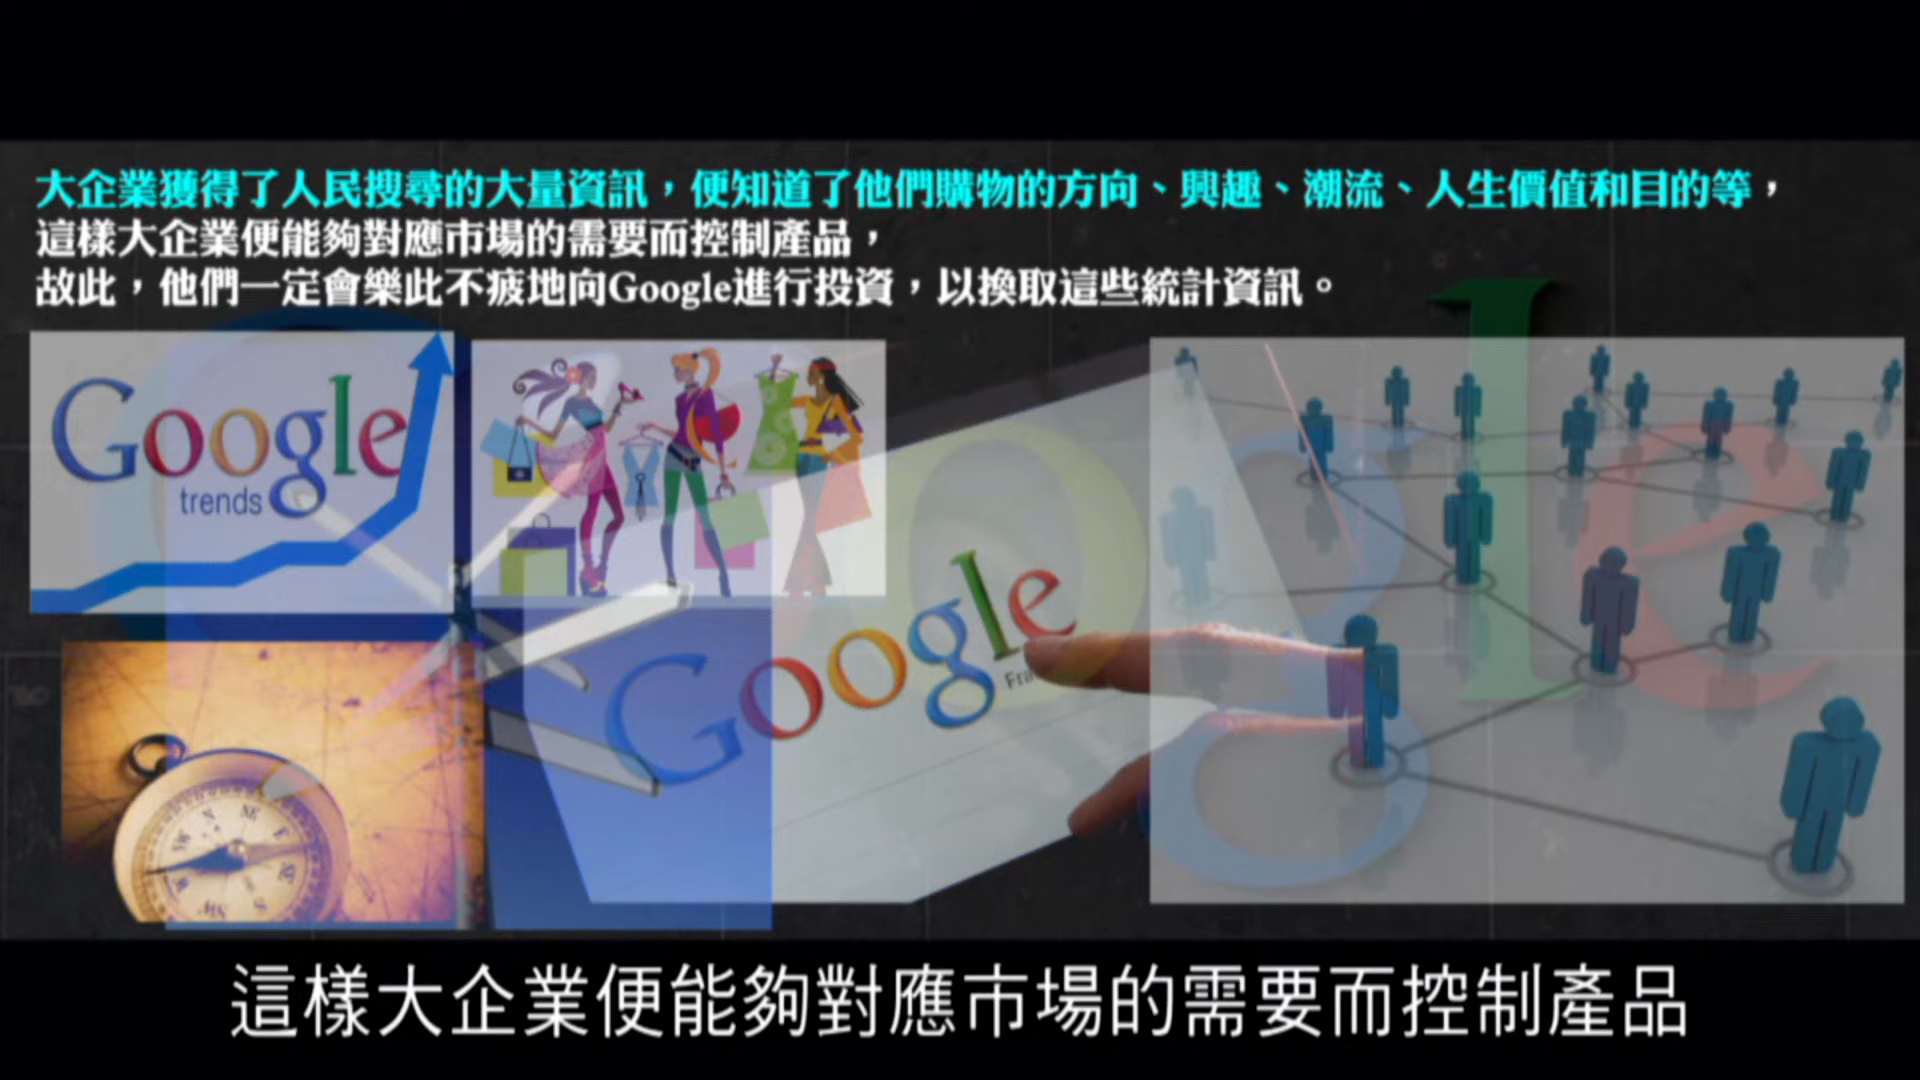 大企業獲得了人民搜尋的大量資訊，便知道了他們購物的方向、興趣、潮流、人生價值和目的等，
這樣大企業便能夠對應市場的需要而控制產品，
故此，他們一定會樂此不疲地向Google進行投資，以換取這些統計資訊。
Google
trends
Google
N
NE
E
SE
S
SW
W
這樣大企業便能夠對應市場的需要而控制產品